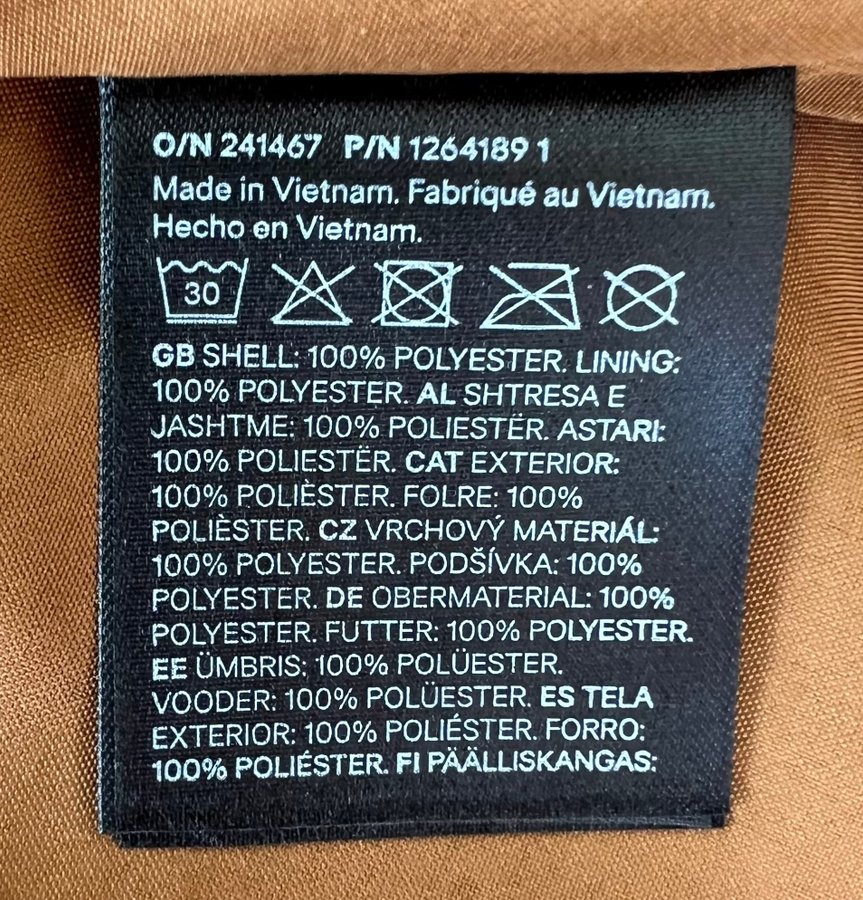 O/N 241467 P/N 1264189 1
Made in Vietnam. Fabriqué au Vietnam.
Hecho en Vietnam.
30
GB SHELL: 100% POLYESTER. LINING:
100% POLYESTER. AL SHTRESA E
JASHTME: 100% POLIESTËR. ASTARI:
100% POLIESTËR. CAT EXTERIOR:
100% POLIÈSTER. FOLRE: 100%
POLIÈSTER. CZ VRCHOVÝ MATERIÁL:
100% POLYESTER. PODŠÍVKA: 100%
POLYESTER. DE OBERMATERIAL: 100%
POLYESTER. FUTTER: 100% POLYESTER.
EE ÜMBRIS: 100% POLÜESTER.
VOODER: 100% POLÜESTER. ES TELA
EXTERIOR: 100% POLIÉSTER. FORRO:
100% POLIÉSTER. FI PÄÄLLISKANGAS: